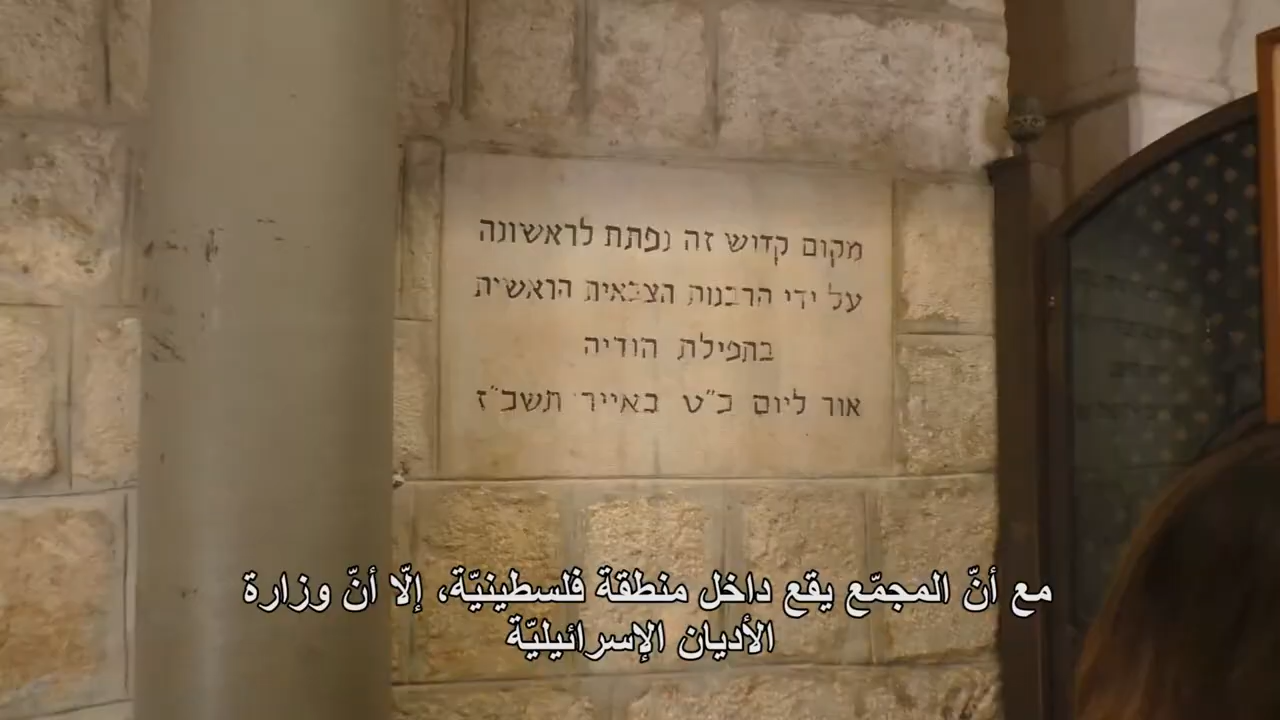 מקום קדוש זה נפתח לראשונה
על ידי הרבנות הצבאית הראשית
בתפילת הודיה
אור ליום כ"ט באייר תשכ"ז
مع أنّ المجمّع يقع داخل منطقة فلسطينيّة، إلّا أنّ وزارة
الأديان الإسرائيليّة